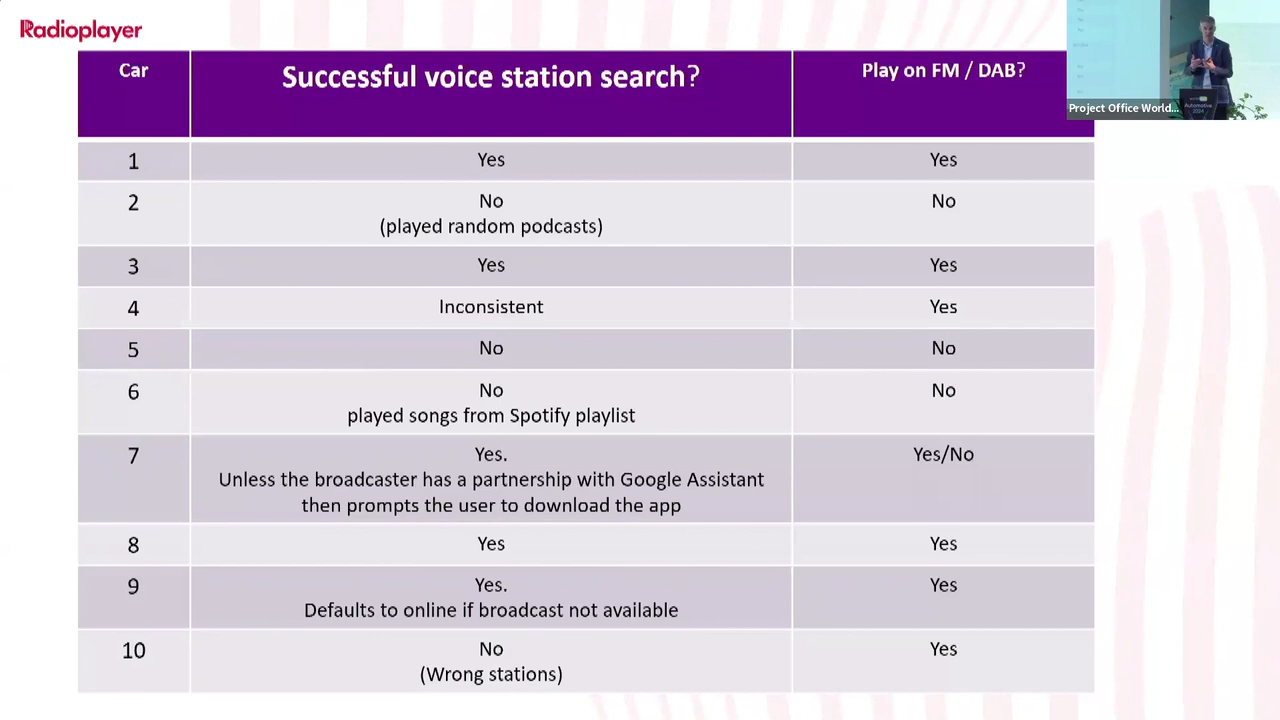 Radioplayer
Car
Successful voice station search?
Play on FM / DAB?
1
Yes
Yes
2
No
(played random podcasts)
No
3
Yes
Yes
4
Inconsistent
Yes
5
No
No
6
No
played songs from Spotify playlist
No
7
Yes.
Unless the broadcaster has a partnership with Google Assistant
then prompts the user to download the app
Yes/No
8
Yes
Yes
9
Yes.
Defaults to online if broadcast not available
Yes
10
No
(Wrong stations)
Yes
Project Office World...
Automotive
2024